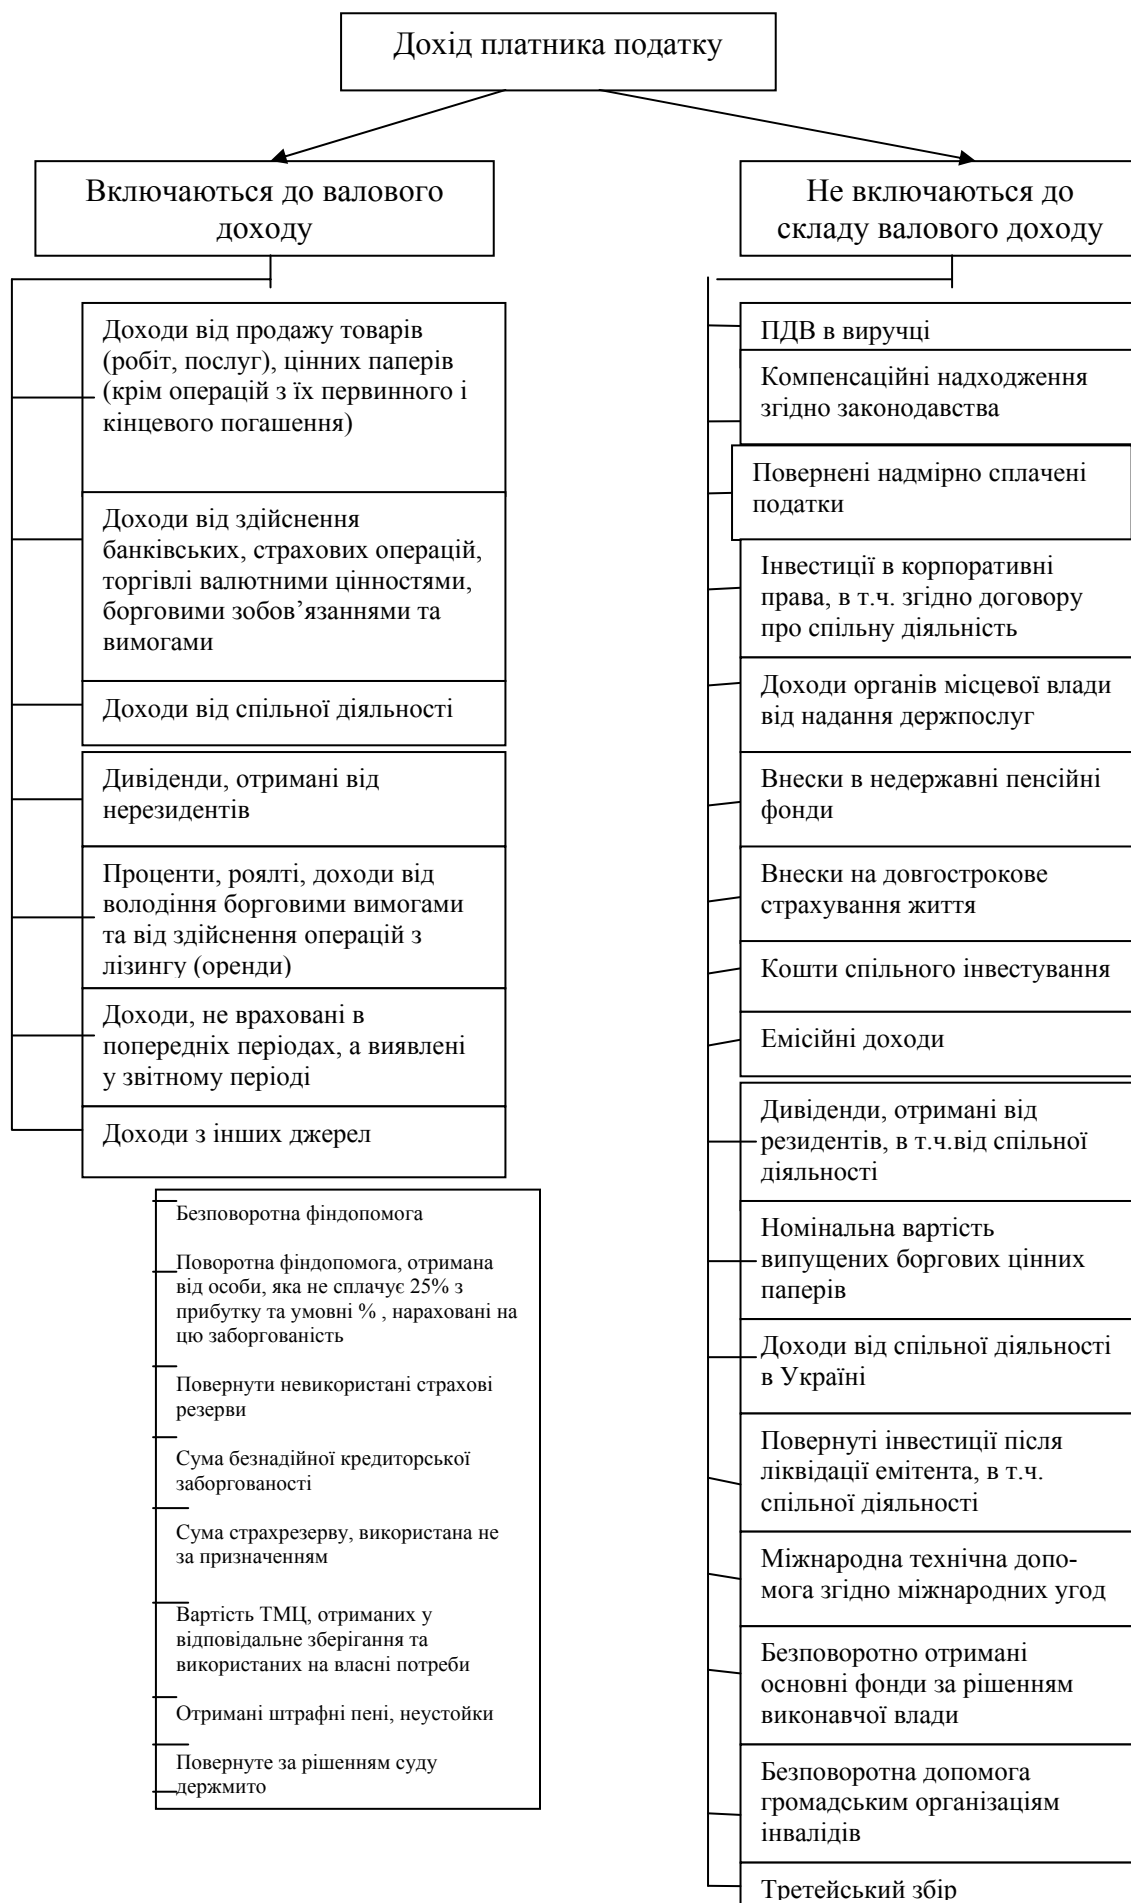 Дохід платника податку
Включаються до валового
доходу
Доходи від продажу товарів
(робіт, послуг), цінних паперів
(крім операцій з їх первинного і
кінцевого погашення)
Доходи від здійснення
банківських, страхових операцій,
торгівлі валютними цінностями,
борговими зобов’язаннями та
вимогами
Доходи від спільної діяльності
Дивіденди, отримані від
нерезидентів
Проценти, роялті, доходи від
володіння борговими вимогами
та від здійснення операцій з
лізингу (оренди)
Доходи, не враховані в
попередніх періодах, а виявлені
у звітному періоді
Доходи з інших джерел
Безповоротна фіндопомога
Поворотна фіндопомога, отримана
від особи, яка не сплачує 25% з
прибутку та умовні % , нараховані на
цю заборгованість
Повернути невикористані страхові
резерви
Сума безнадійної кредиторської
заборгованості
Сума страхрезерву, використана не
за призначенням
Вартість ТМЦ, отриманих у
відповідальне зберігання та
використаних на власні потреби
Отримані штрафні пені, неустойки
Повернуте за рішенням суду
держмито
Не включаються до
складу валового доходу
ПДВ в виручці
Компенсаційні надходження
згідно законодавства
Повернені надмірно сплачені
податки
Інвестиції в корпоративні
права, в т.ч. згідно договору
про спільну діяльність
Доходи органів місцевої влади
від надання держпослуг
Внески в недержавні пенсійні
фонди
Внески на довгострокове
страхування життя
Кошти спільного інвестування
Емісійні доходи
Дивіденди, отримані від
резидентів, в т.ч.від спільної
діяльності
Номінальна вартість
випущених боргових цінних
паперів
Доходи від спільної діяльності
в Україні
Повернуті інвестиції після
ліквідації емітента, в т.ч.
спільної діяльності
Міжнародна технічна допо-
мога згідно міжнародних угод
Безповоротно отримані
основні фонди за рішенням
виконавчої влади
Безповоротна допомога
громадським організаціям
інвалідів
Третейський збір